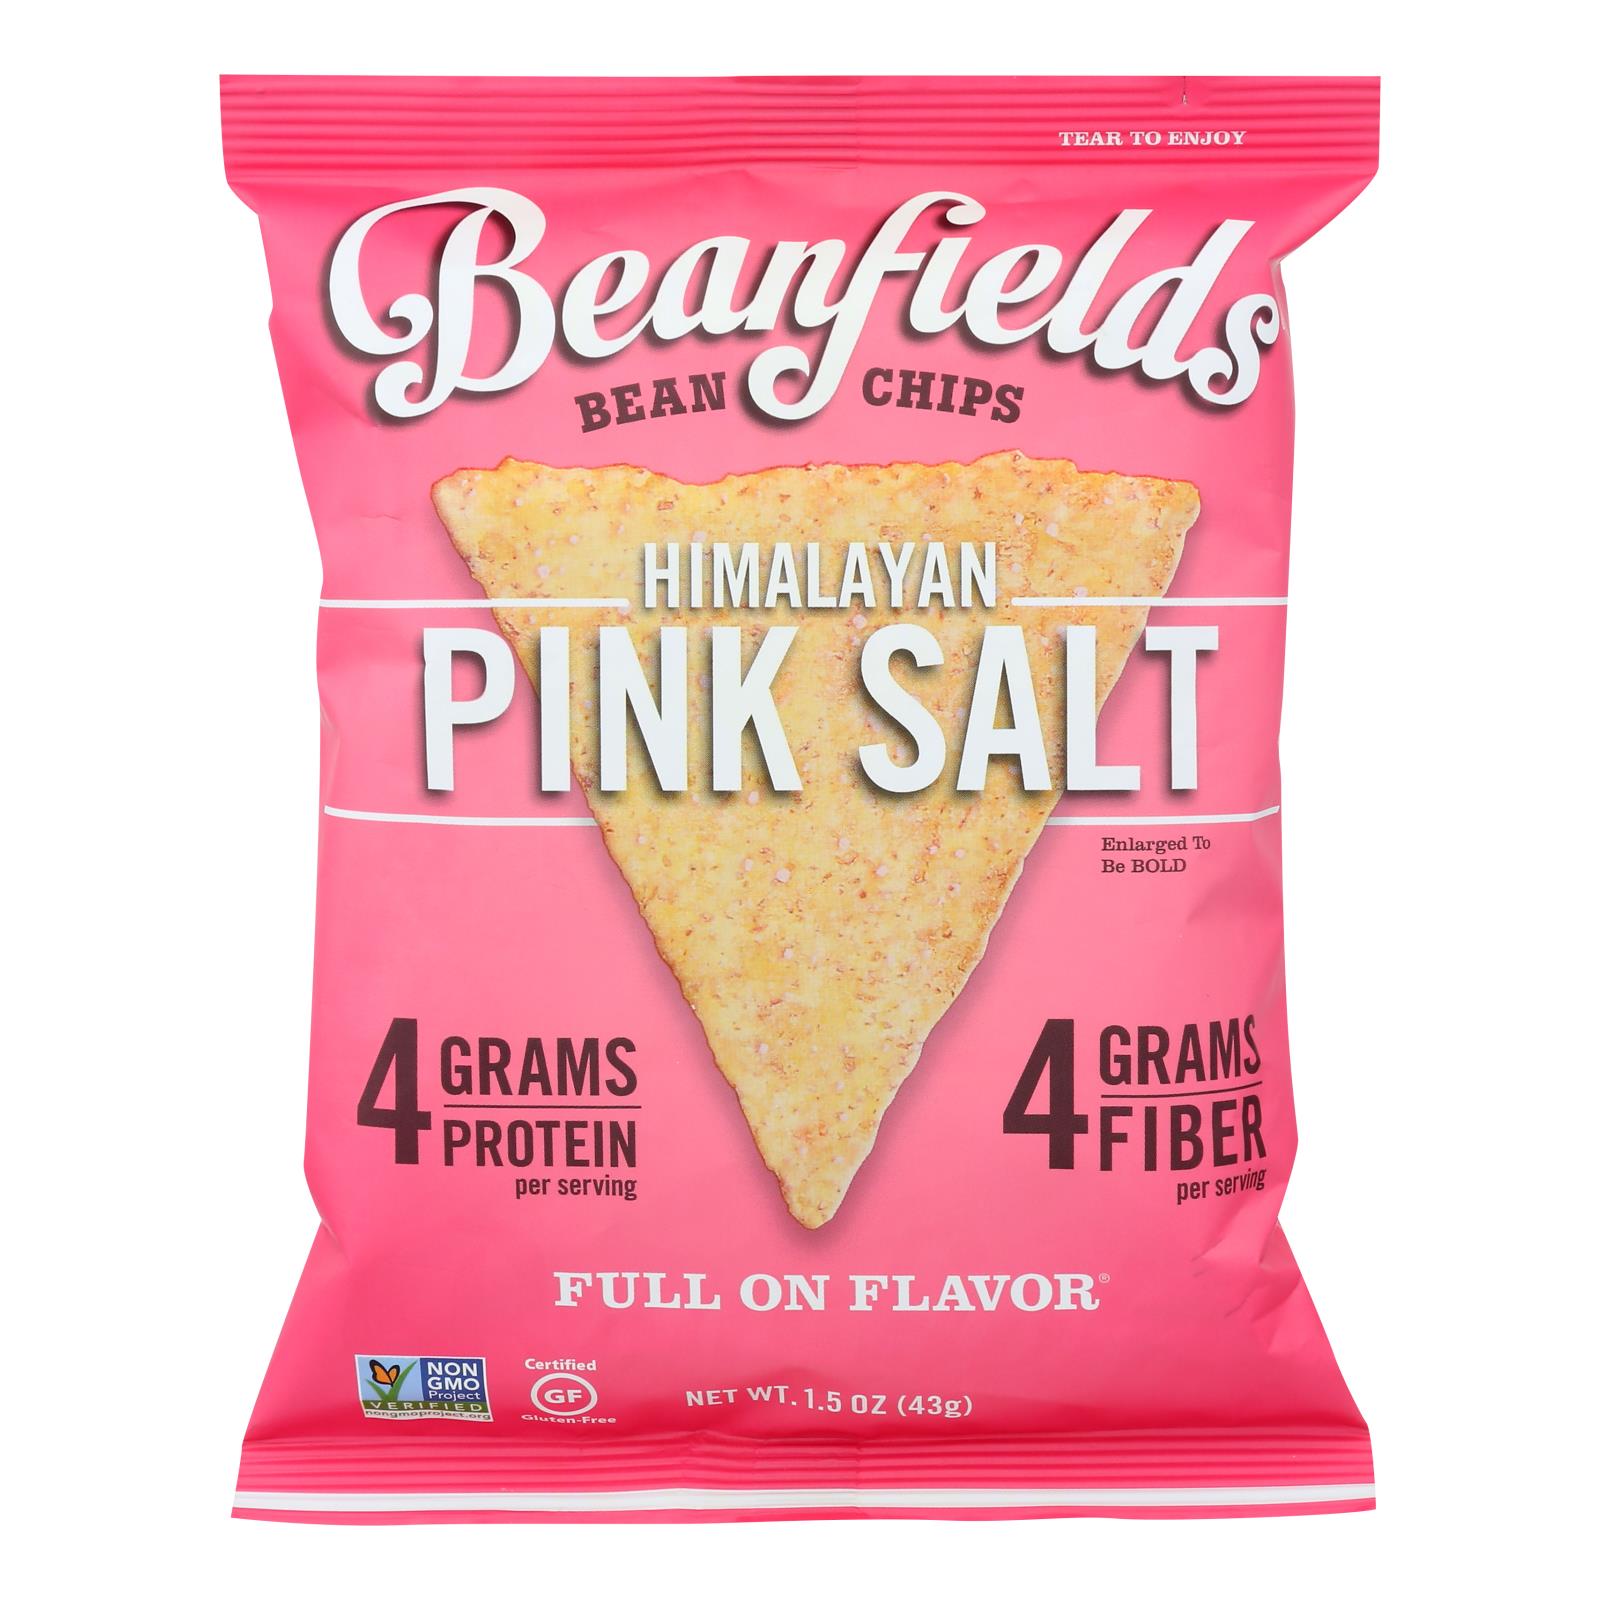 TEAR TO ENJOY
Beanfields
BEAN CHIPS
HIMALAYAN
PINK SALT
Enlarged To
Be BOLD
4 GRAMS
PROTEIN
per serving
4 GRAMS
FIBER
per serving
FULL ON FLAVOR®
NON
GMO
Project
VERIFIED
nongmoproject.org
Certified
GF
Gluten-Free
NET WT. 1.5 OZ (43g)